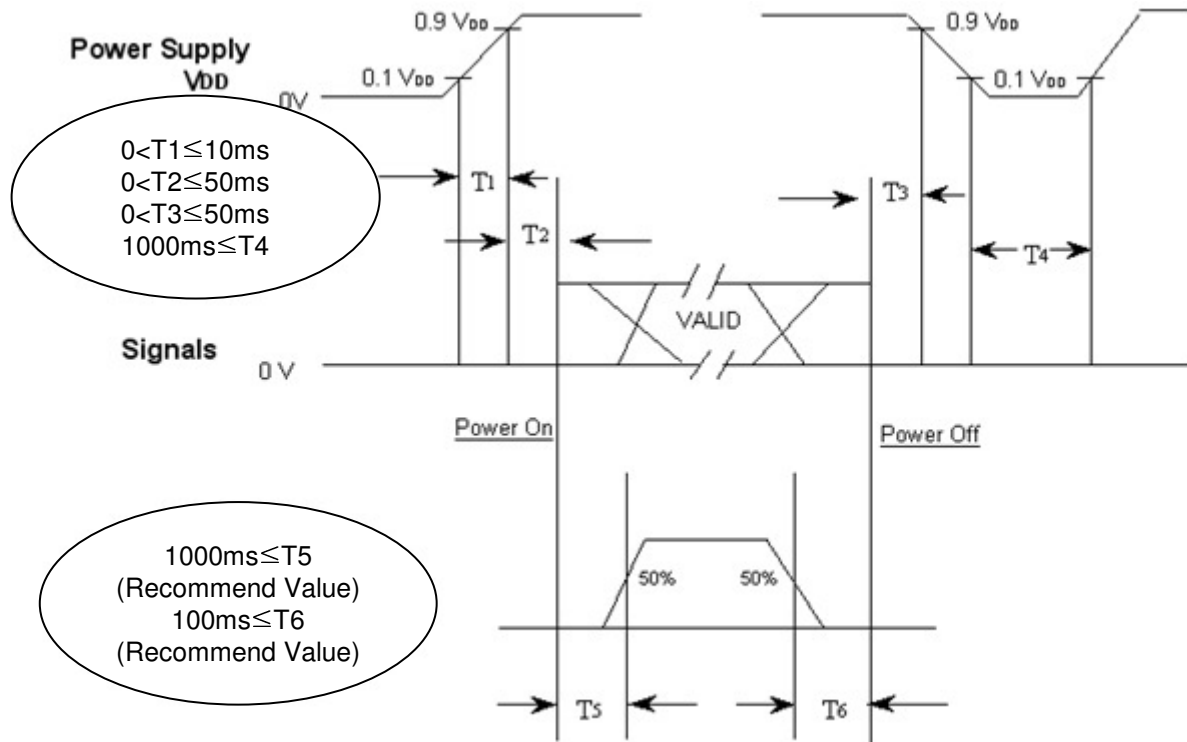 0.9 VDD
0.9 VDD
Power Supply
VDD
0.1 VDD
0.1 VDD
0V
0<T1≦10ms
0<T2≦50ms
0<T3≦50ms
1000ms≦T4
T1
T3
T2
T4
VALID
Signals
0 V
Power On
Power Off
1000ms≦T5
(Recommend Value)
100ms≦T6
(Recommend Value)
50%
50%
T5
T6